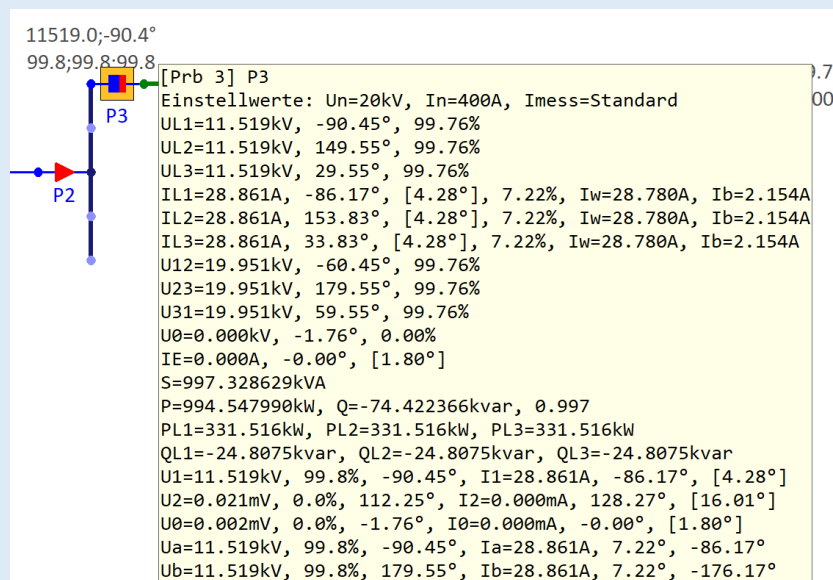 11519.0;-90.4°
99.8;99.8;99.8
P3
P2
[Prb 3] P3
Einstellwerte: Un=20kV, In=400A, Imess=Standard
UL1=11.519kV, -90.45°, 99.76%
UL2=11.519kV, 149.55°, 99.76%
UL3=11.519kV, 29.55°, 99.76%
IL1=28.861A, -86.17°, [4.28°], 7.22%, Iw=28.780A, Ib=2.154A
IL2=28.861A, 153.83°, [4.28°], 7.22%, Iw=28.780A, Ib=2.154A
IL3=28.861A, 33.83°, [4.28°], 7.22%, Iw=28.780A, Ib=2.154A
U12=19.951kV, -60.45°, 99.76%
U23=19.951kV, 179.55°, 99.76%
U31=19.951kV, 59.55°, 99.76%
U0=0.000kV, -1.76°, 0.00%
IE=0.000A, -0.00°, [1.80°]
S=997.328629kVA
P=994.547990kW, Q=-74.422366kvar, 0.997
PL1=331.516kW, PL2=331.516kW, PL3=331.516kW
QL1=-24.8075kvar, QL2=-24.8075kvar, QL3=-24.8075kvar
U1=11.519kV, 99.8%, -90.45°, I1=28.861A, -86.17°, [4.28°]
U2=0.021mV, 0.0%, 112.25°, I2=0.000mA, 128.27°, [16.01°]
U0=0.002mV, 0.0%, -1.76°, I0=0.000mA, -0.00°, [1.80°]
Ua=11.519kV, 99.8%, -90.45°, Ia=28.861A, 7.22°, -86.17°
Ub=11.519kV, 99.8%, 179.55°, Ib=28.861A, 7.22°, -176.17°